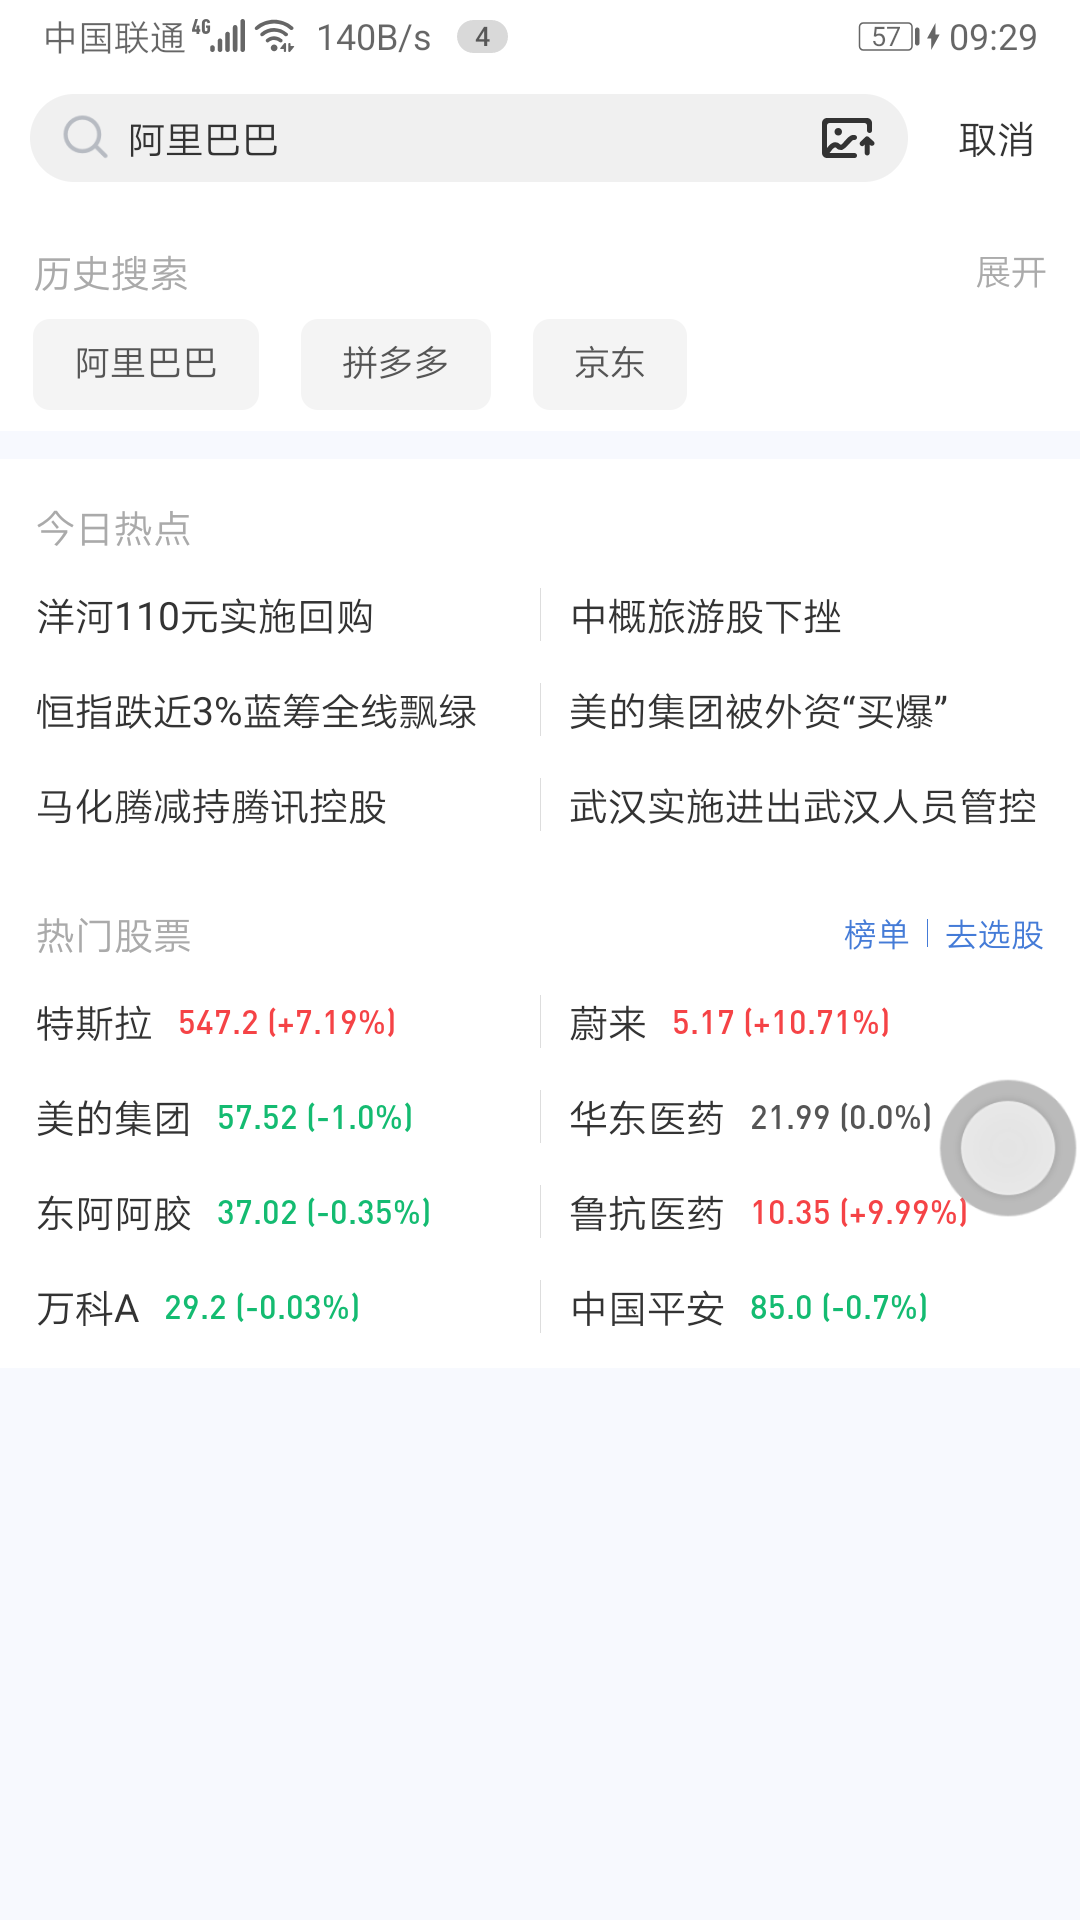 中国联通 4G 140B/s 4 57 09:29
阿里巴巴 取消
历史搜索 展开
阿里巴巴 拼多多 京东
今日热点
洋河110元实施回购 中概旅游股下挫
恒指跌近3%蓝筹全线飘绿 美的集团被外资“买爆”
马化腾减持腾讯控股 武汉实施进出武汉人员管控
热门股票 榜单 去选股
特斯拉 547.2 (+7.19%) 蔚来 5.17 (+10.71%)
美的集团 57.52 (-1.0%) 华东医药 21.99 (0.0%)
东阿阿胶 37.02 (-0.35%) 鲁抗医药 10.35 (+9.99%)
万科A 29.2 (-0.03%) 中国平安 85.0 (-0.7%)